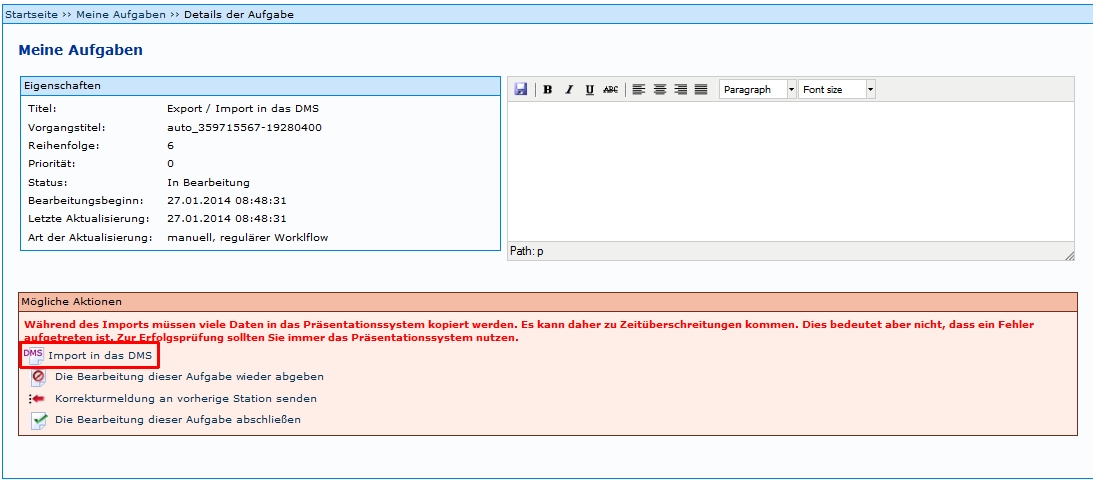 Startseite >> Meine Aufgaben >> Details der Aufgabe
Meine Aufgaben
Eigenschaften
Titel: Export / Import in das DMS
Vorgangstitel: auto_359715567-19280400
Reihenfolge: 6
Priorität: 0
Status: In Bearbeitung
Bearbeitungsbeginn: 27.01.2014 08:48:31
Letzte Aktualisierung: 27.01.2014 08:48:31
Art der Aktualisierung: manuell, regulärer Worklflow
B I U ABC Paragraph Font size
Path: p
Mögliche Aktionen
Während des Imports müssen viele Daten in das Präsentationssystem kopiert werden. Es kann daher zu Zeitüberschreitungen kommen. Dies bedeutet aber nicht, dass ein Fehler
aufgetreten ist. Zur Erfolgsprüfung sollten Sie immer das Präsentationssystem nutzen.
DMS Import in das DMS
Die Bearbeitung dieser Aufgabe wieder abgeben
Korrekturmeldung an vorherige Station senden
Die Bearbeitung dieser Aufgabe abschließen